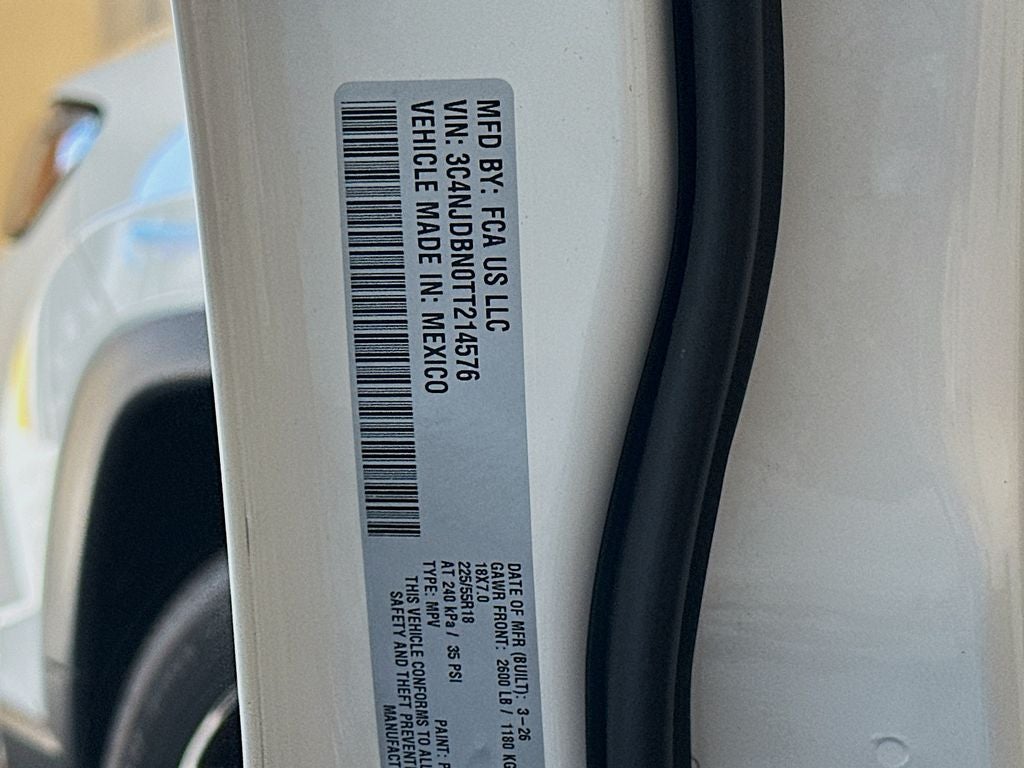 MFD BY: FCA US LLC
VIN: 3C4NJDBN0TT214576
VEHICLE MADE IN: MEXICO
DATE OF MFR (BUILT): 3-26
GAWR FRONT: 2600 LB / 1180 KG
18X7.0
225/55R18
AT 240 kPa / 35 PSI
TYPE: MPV PAINT: P
THIS VEHICLE CONFORMS TO ALL
SAFETY AND THEFT PREVENT
MANUFACT